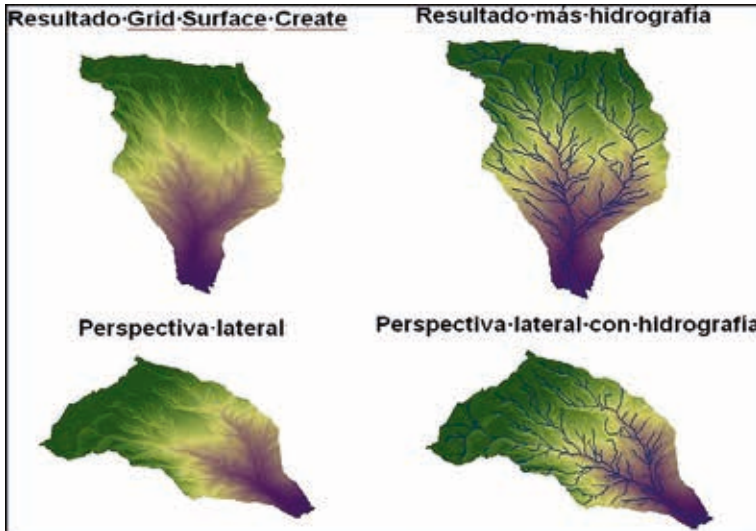 Resultado·Grid·Surface·Create
Resultado·más·hidrografía
Perspectiva·lateral
Perspectiva·lateral·con·hidrografía